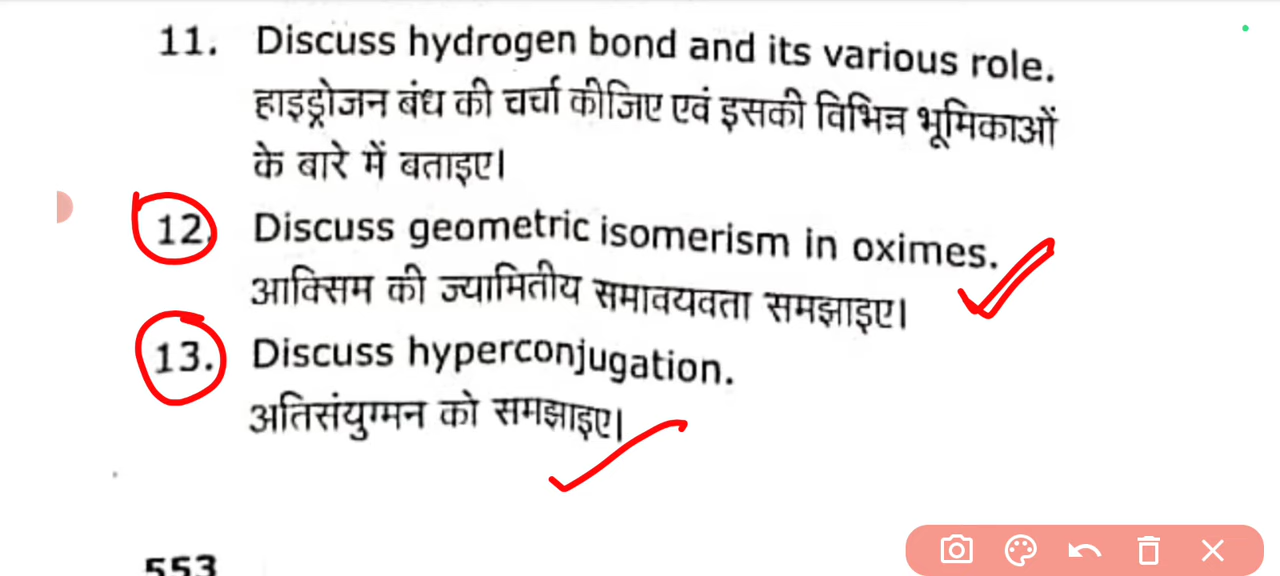 11. Discuss hydrogen bond and its various role.
हाइड्रोजन बंध की चर्चा कीजिए एवं इसकी विभिन्न भूमिकाओं
के बारे में बताइए।
12. Discuss geometric isomerism in oximes.
आक्सिम की ज्यामितीय समावयवता समझाइए।
13. Discuss hyperconjugation.
अतिसंयुग्मन को समझाइए।
553